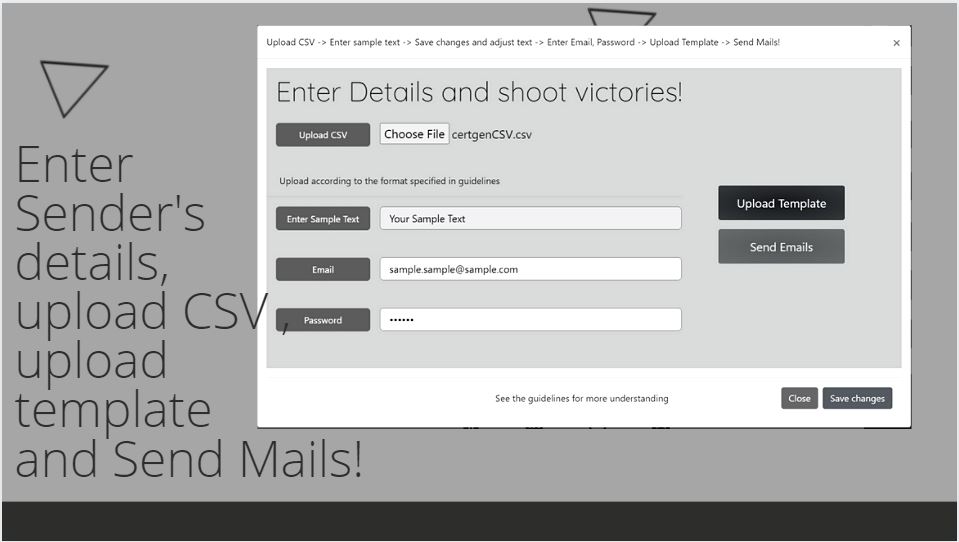 Upload CSV -> Enter sample text -> Save changes and adjust text -> Enter Email, Password -> Upload Template -> Send Mails!
×
Enter Details and shoot victories!
Upload CSV
Choose File certgenCSV.csv
Upload according to the format specified in guidelines
Enter Sample Text
Your Sample Text
Email
sample.sample@sample.com
Password
••••••
Upload Template
Send Emails
See the guidelines for more understanding
Close
Save changes
Enter
Sender's
details,
upload CSV ,
upload
template
and Send Mails!